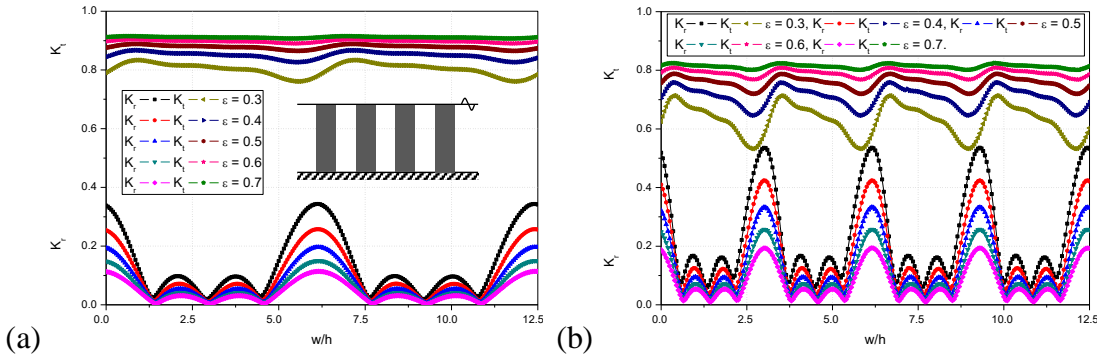 K_t
1.0
0.8
0.6
0.4
0.2
0.0
K_r
K_r K_t ε = 0.3
K_r K_t ε = 0.4
K_r K_t ε = 0.5
K_r K_t ε = 0.6
K_r K_t ε = 0.7
0.0 2.5 5.0 7.5 10.0 12.5
w/h
(a)
K_r K_t ε = 0.3, K_r K_t ε = 0.4, K_r K_t ε = 0.5
K_r K_t ε = 0.6, K_r K_t ε = 0.7.
K_t
1.0
0.8
0.6
0.4
0.2
0.0
K_r
0.0 2.5 5.0 7.5 10.0 12.5
w/h
(b)